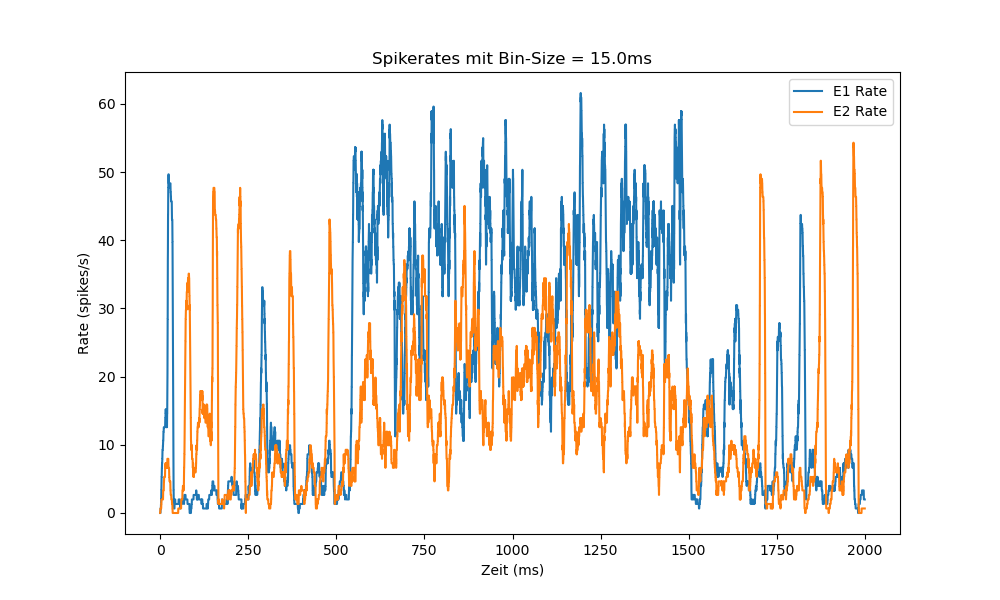 Spikerates mit Bin-Size = 15.0ms
E1 Rate
E2 Rate
Rate (spikes/s)
60
50
40
30
20
10
0
0 250 500 750 1000 1250 1500 1750 2000
Zeit (ms)